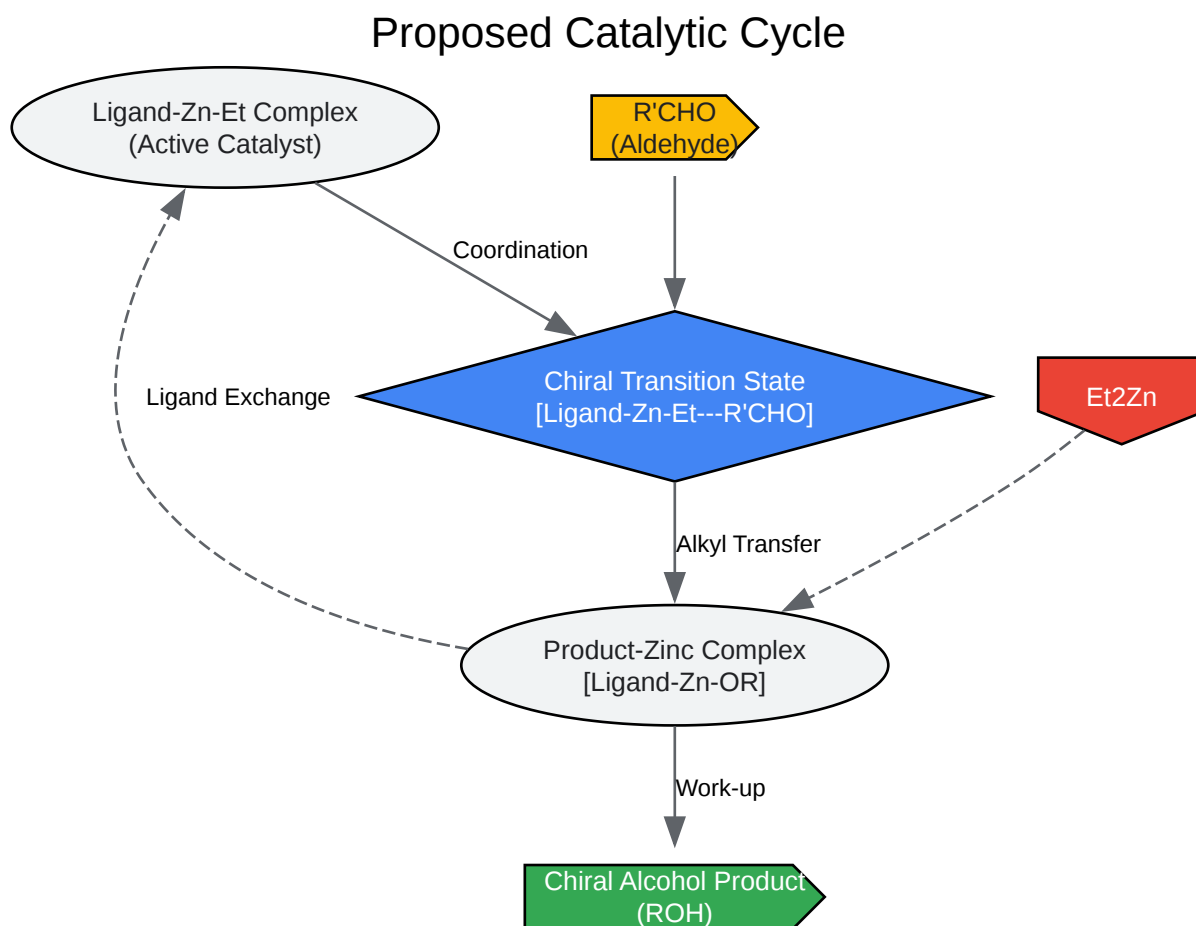 Proposed Catalytic Cycle
Ligand-Zn-Et Complex
(Active Catalyst)
R'CHO
(Aldehyde)
Coordination
Ligand Exchange
Chiral Transition State
[Ligand-Zn-Et---R'CHO]
Et2Zn
Alkyl Transfer
Product-Zinc Complex
[Ligand-Zn-OR]
Work-up
Chiral Alcohol Product
(ROH)